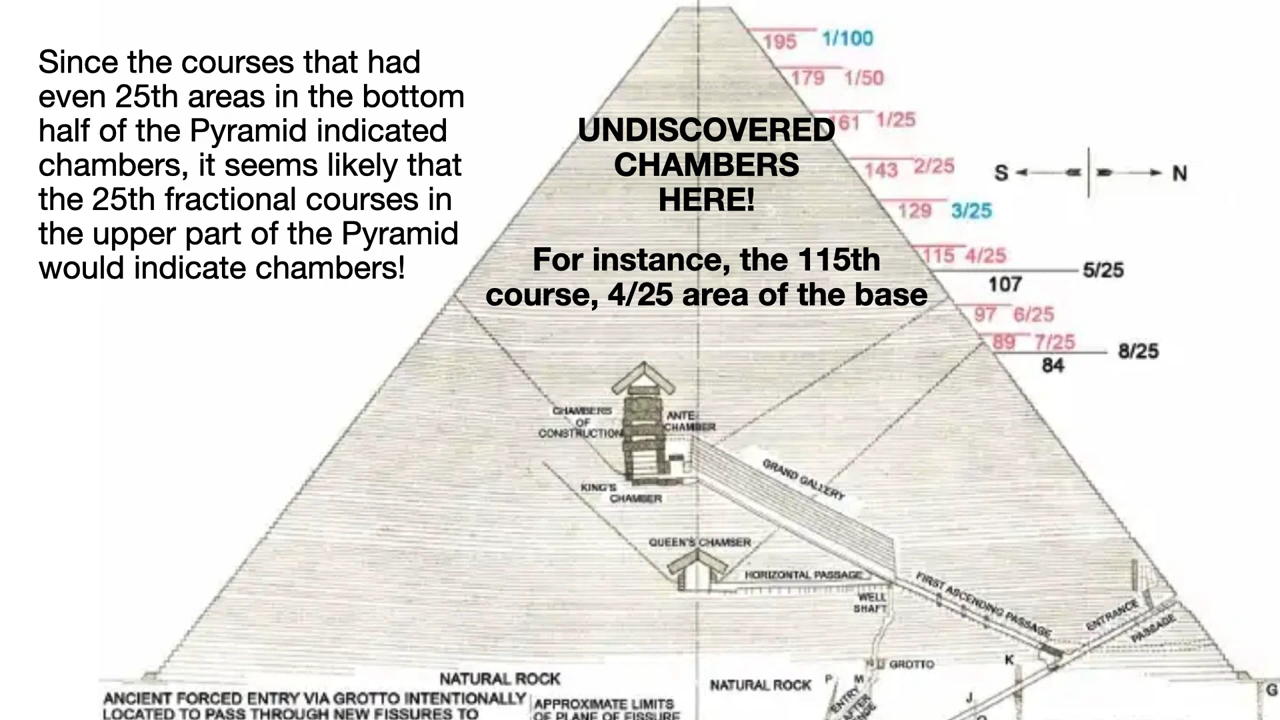 Since the courses that had
even 25th areas in the bottom
half of the Pyramid indicated
chambers, it seems likely that
the 25th fractional courses in
the upper part of the Pyramid
would indicate chambers!
UNDISCOVERED
CHAMBERS
HERE!
For instance, the 115th
course, 4/25 area of the base
195 1/100
179 1/50
161 1/25
143 2/25
129 3/25
115 4/25
107 5/25
97 6/25
89 7/25
84 8/25
S N
CHAMBERS
OF
CONSTRUCTION
ANTE-
CHAMBER
KING'S
CHAMBER
GRAND GALLERY
QUEEN'S CHAMBER
HORIZONTAL PASSAGE
WELL
SHAFT
FIRST ASCENDING PASSAGE
ENTRANCE
PASSAGE
GROTTO
K
P M
J
G
ENTRY
NATURAL ROCK
NATURAL ROCK
ANCIENT FORCED ENTRY VIA GROTTO INTENTIONALLY
LOCATED TO PASS THROUGH NEW FISSURES TO
APPROXIMATE LIMITS
OF PLANE OF FISSURE